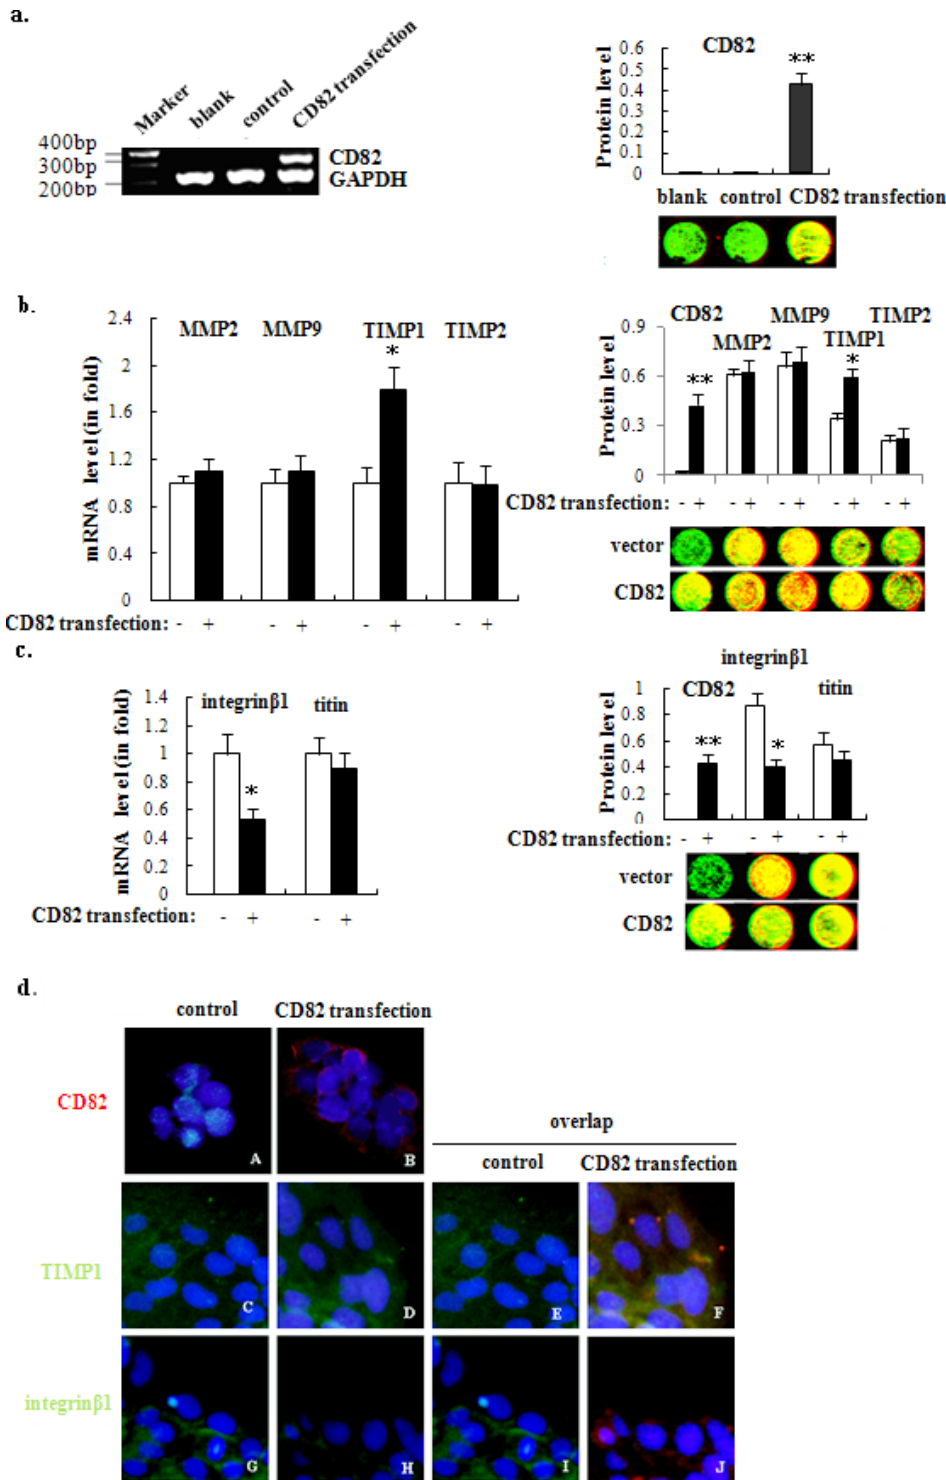 a.
Marker
blank
control
CD82 transfection
400bp
300bp
200bp
CD82
GAPDH
CD82
**
Protein level
0.6
0.5
0.4
0.3
0.2
0.1
0
blank control CD82 transfection
b.
mRNA level(in fold)
2.4
2
1.6
1.2
0.8
0.4
0
MMP2 MMP9 TIMP1 TIMP2
*
CD82 transfection: - + - + - + - +
Protein level
0.9
0.6
0.3
0
CD82 MMP2 MMP9 TIMP1 TIMP2
** *
CD82 transfection: - + - + - + - + - +
vector
CD82
c.
mRNA level(in fold)
1.4
1.2
1
0.8
0.6
0.4
0.2
0
integrinβ1 titin
*
CD82 transfection: - + - +
integrinβ1
CD82 titin
Protein level
1
0.8
0.6
0.4
0.2
0
** *
CD82 transfection: - + - + - +
vector
CD82
d.
control CD82 transfection
CD82
A B
overlap
control CD82 transfection
TIMP1
C D E F
integrinβ1
G H I J